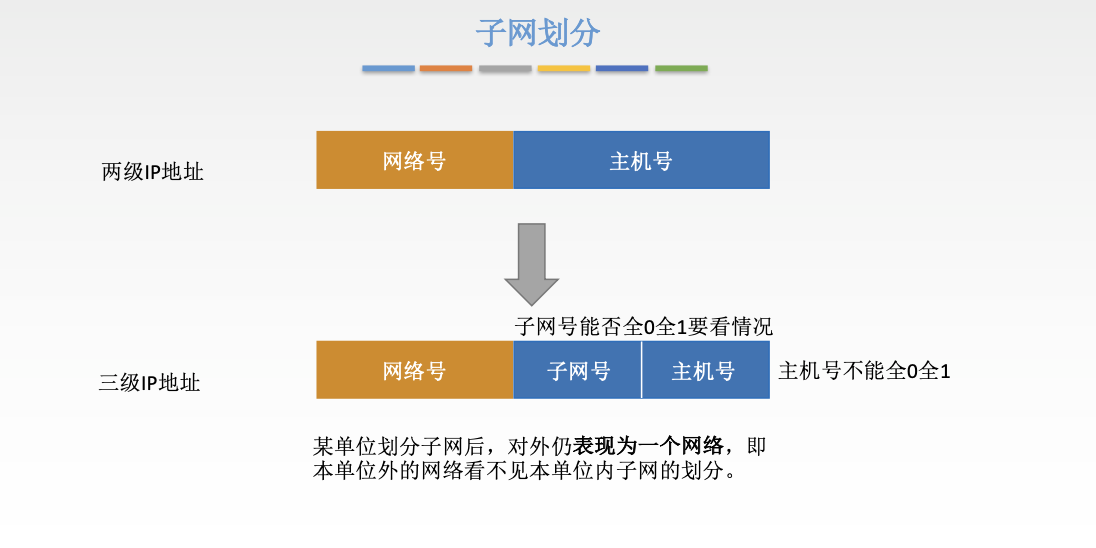 子网划分
两级IP地址
网络号
主机号
子网号能否全0全1要看情况
三级IP地址
网络号
子网号
主机号
主机号不能全0全1
某单位划分子网后，对外仍表现为一个网络，即
本单位外的网络看不见本单位内子网的划分。